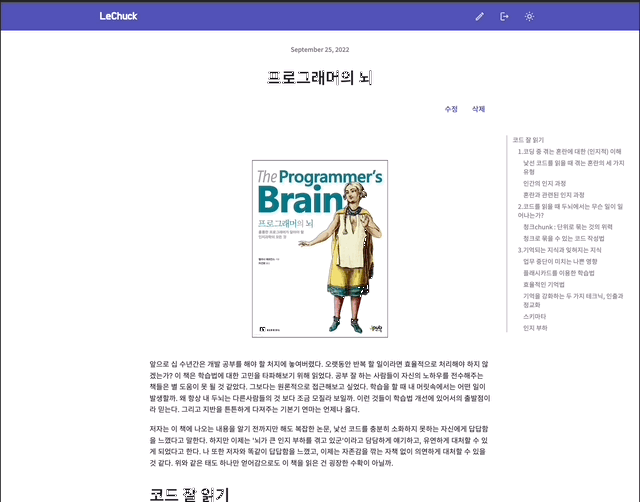 LeChuck
September 25, 2022
프로그래머의 뇌
수정 삭제
코드 잘 읽기
1.코딩 중 겪는 혼란에 대한 (인지적) 이해
낯선 코드를 읽을 때 겪는 혼란의 세 가지
유형
인간의 인지 과정
혼란과 관련된 인지 과정
2.코드를 읽을 때 두뇌에서는 무슨 일이 일
어나는가?
청크chunk : 단위로 묶는 것의 위력
청크로 묶을 수 있는 코드 작성법
3.기억되는 지식과 잊혀지는 지식
업무 중단이 미치는 나쁜 영향
플래시카드를 이용한 학습법
효율적인 기억법
기억을 강화하는 두 가지 테크닉, 인출과
정교화
스키마타
인지 부하
The Programmer's
Brain
프로그래머의 뇌
앞으로 십 수년간은 개발 공부를 해야 할 처지에 놓여버렸다. 오랫동안 반복 할 일이라면 효율적으로 처리해야 하지 않
겠는가? 이 책은 학습법에 대한 고민을 타파해보기 위해 읽었다. 공부 잘 하는 사람들이 자신의 노하우를 전수해주는
책들은 별 도움이 못 될 것 같았다. 그보다는 원론적으로 접근해보고 싶었다. 학습을 할 때 내 머릿속에서는 어떤 일이
발생할까. 왜 항상 내 두뇌는 다른사람들의 것 보다 조금 모질라 보일까. 이런 것들이 학습법 개선에 있어서의 출발점이
라 믿는다. 그리고 지반을 튼튼하게 다져주는 기본기 연마는 언제나 옳다.
저자는 이 책에 나오는 내용을 알기 전까지만 해도 복잡한 논문, 낯선 코드를 충분히 소화하지 못하는 자신에게 답답함
을 느꼈다고 말한다. 하지만 이제는 '뇌가 큰 인지 부하를 겪고 있군'이라고 담담하게 얘기하고, 유연하게 대처할 수 있
게 되었다고 한다. 나 또한 저자와 똑같이 답답함을 느꼈고, 이제는 자존감을 깎는 자책 없이 의연하게 대처할 수 있을
것 같다. 위와 같은 태도 하나만 얻어감으로도 이 책을 읽은 건 굉장한 수확이 아닐까.
코드 잘 읽기